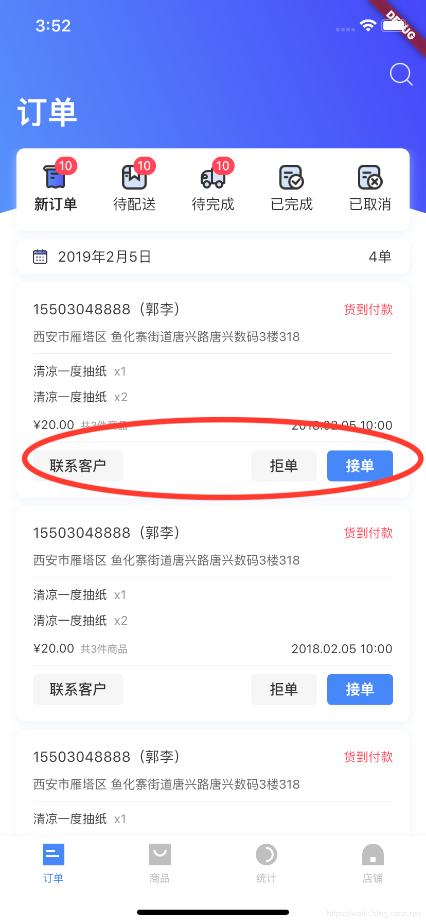 3:52
DEBUG
订单
10 10 10
新订单 待配送 待完成 已完成 已取消
2019年2月5日 4单
15503048888（郭李） 货到付款
西安市雁塔区 鱼化寨街道唐兴路唐兴数码3楼318
清凉一度抽纸 x1
清凉一度抽纸 x2
¥20.00 共3件商品 2018.02.05 10:00
联系客户 拒单 接单
15503048888（郭李） 货到付款
西安市雁塔区 鱼化寨街道唐兴路唐兴数码3楼318
清凉一度抽纸 x1
清凉一度抽纸 x2
¥20.00 共3件商品 2018.02.05 10:00
联系客户 拒单 接单
15503048888（郭李） 货到付款
西安市雁塔区 鱼化寨街道唐兴路唐兴数码3楼318
清凉一度抽纸 x1
订单 商品 统计 店铺